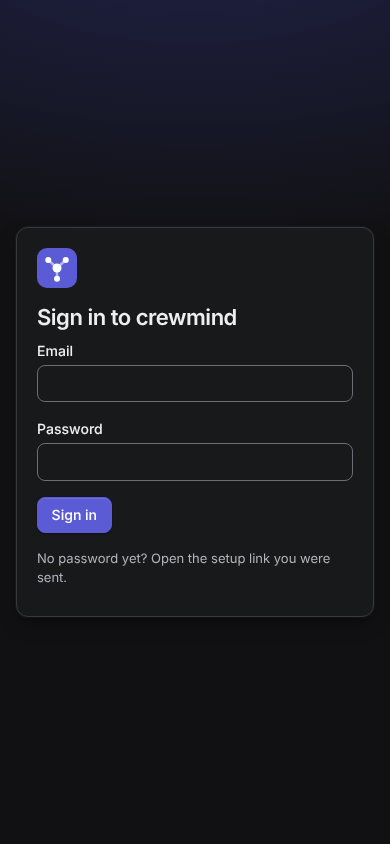 Sign in to crewmind
Email
Password
Sign in
No password yet? Open the setup link you were
sent.